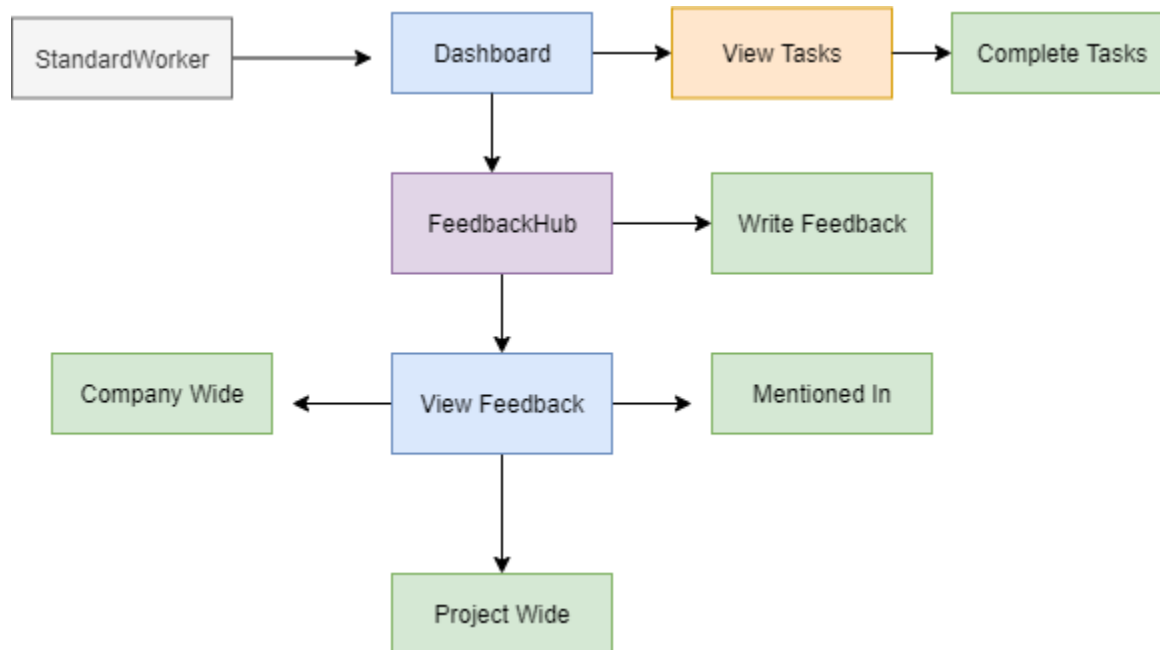 StandardWorker
Dashboard
View Tasks
Complete Tasks
FeedbackHub
Write Feedback
Company Wide
View Feedback
Mentioned In
Project Wide